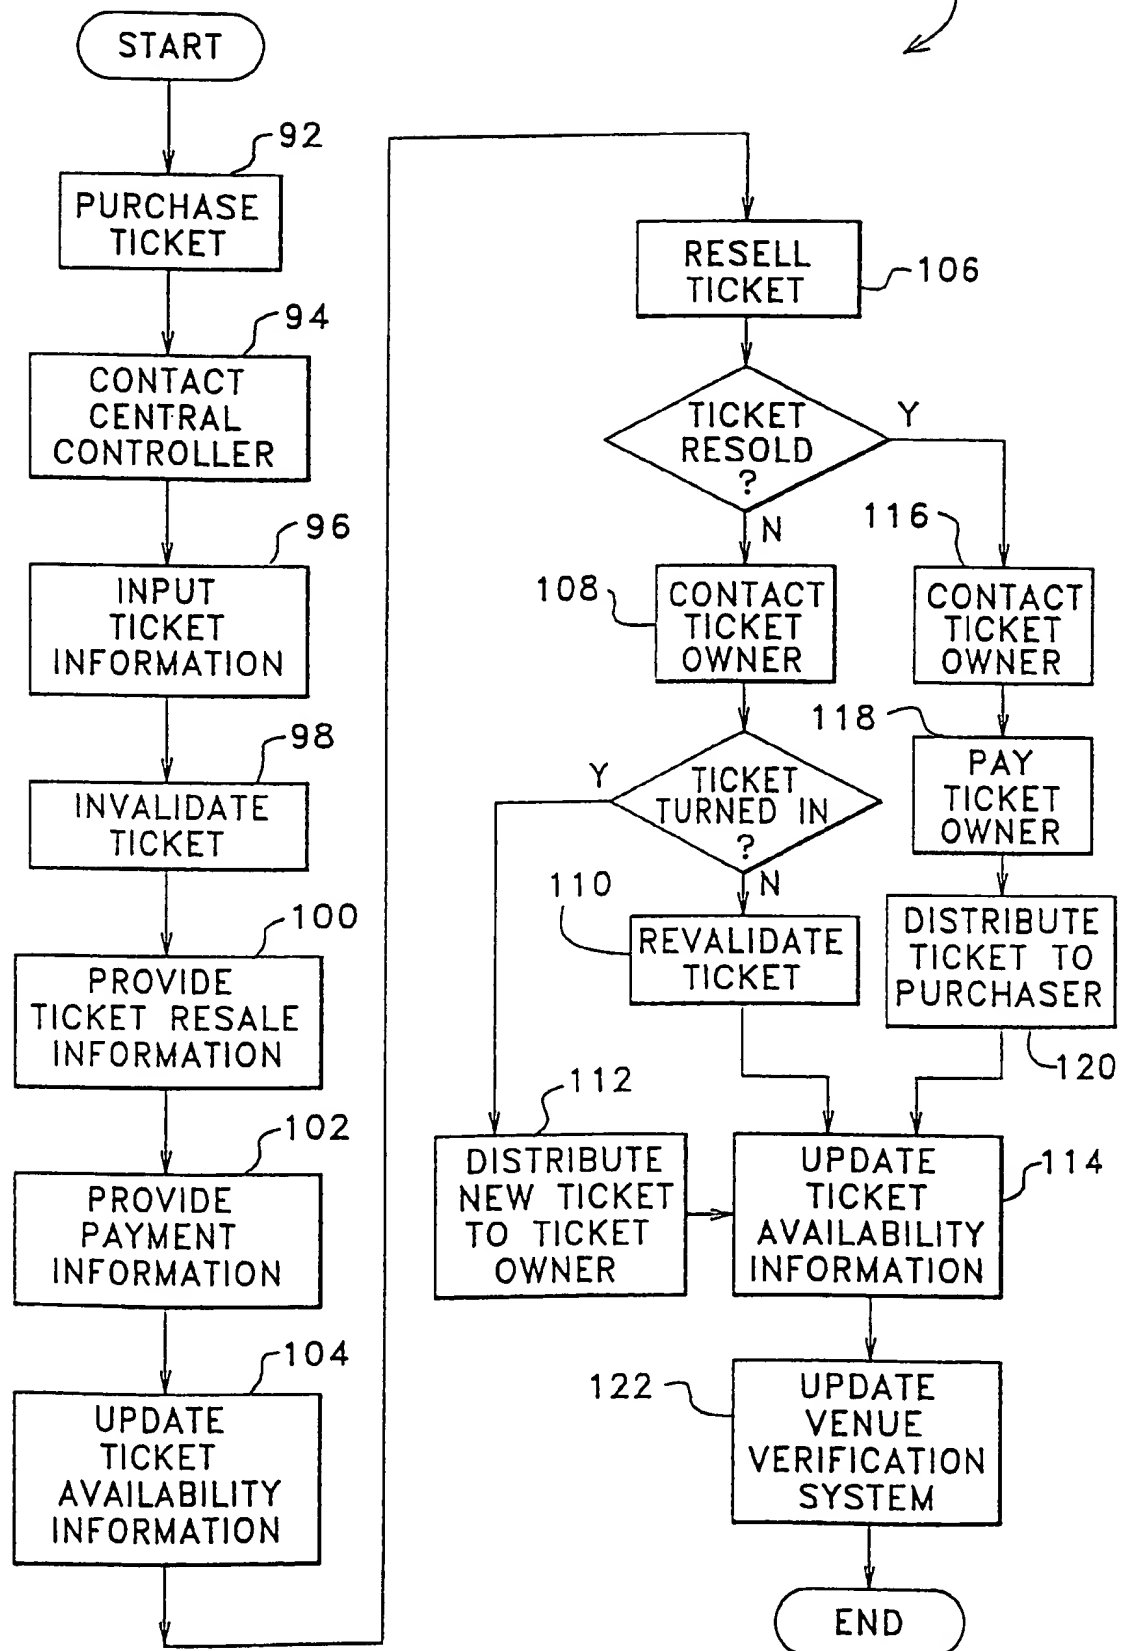 START
92
PURCHASE
TICKET
94
CONTACT
CENTRAL
CONTROLLER
96
INPUT
TICKET
INFORMATION
98
INVALIDATE
TICKET
100
PROVIDE
TICKET RESALE
INFORMATION
102
PROVIDE
PAYMENT
INFORMATION
104
UPDATE
TICKET
AVAILABILITY
INFORMATION
RESELL
TICKET
106
TICKET
RESOLD
?
Y
N
108
CONTACT
TICKET
OWNER
116
CONTACT
TICKET
OWNER
118
PAY
TICKET
OWNER
Y
TICKET
TURNED IN
?
N
110
REVALIDATE
TICKET
DISTRIBUTE
TICKET TO
PURCHASER
120
112
DISTRIBUTE
NEW TICKET
TO TICKET
OWNER
UPDATE
TICKET
AVAILABILITY
INFORMATION
114
122
UPDATE
VENUE
VERIFICATION
SYSTEM
END